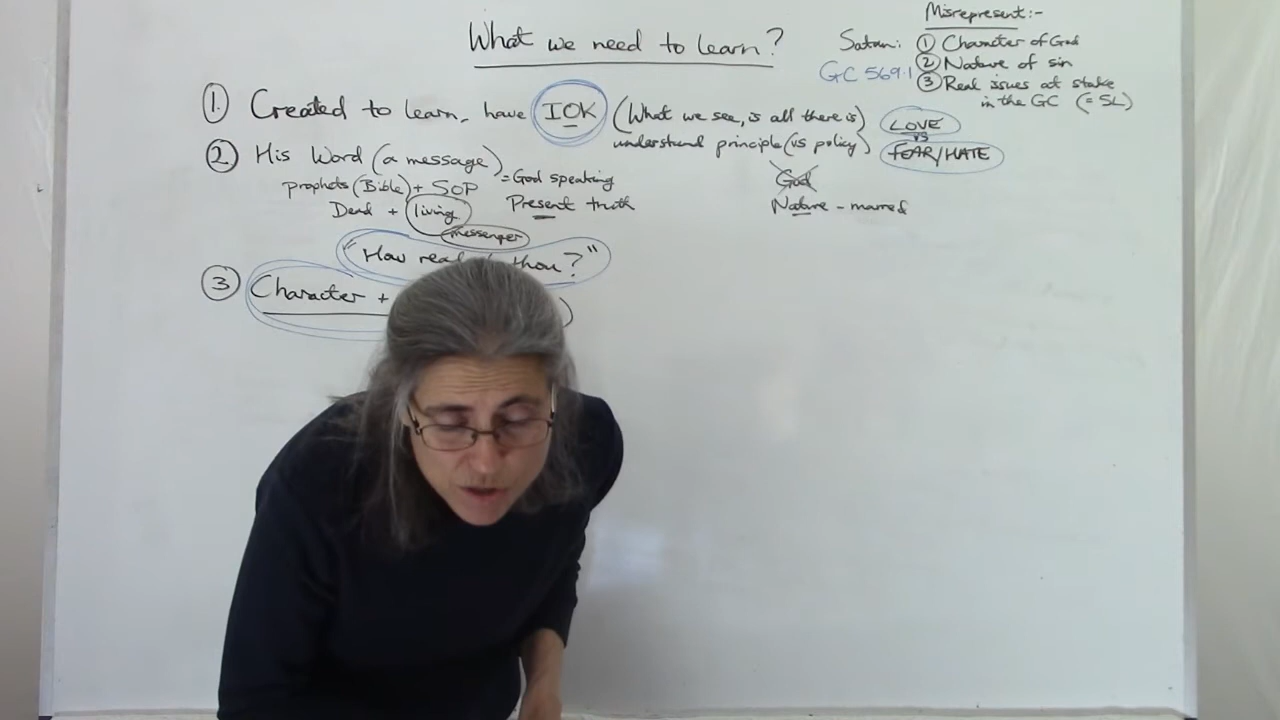 What we need to learn?
Misrepresent:-
Satan: ① Character of God
GC 569.1 ② Nature of sin
③ Real issues at stake
in the GC (= SL)
① Created to learn, have IOK (What we see, is all there is)
understand principle (vs policy)
LOVE
vs
FEAR/HATE
② His Word (a message)
prophets (Bible) + SOP = God speaking
Dead + living Present truth
messenger
God
Nature - marred
"How thou?"
③ Character +
)